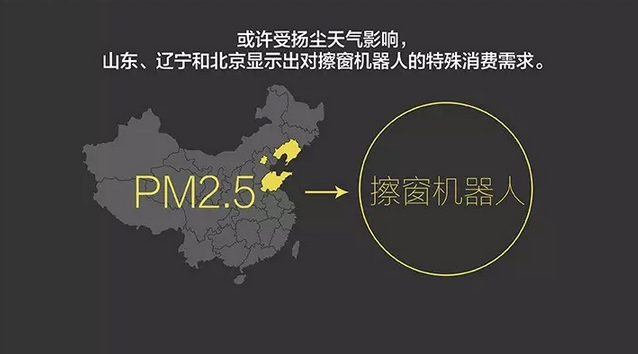 或许受扬尘天气影响，
山东、辽宁和北京显示出对擦窗机器人的特殊消费需求。
PM2.5
擦窗机器人